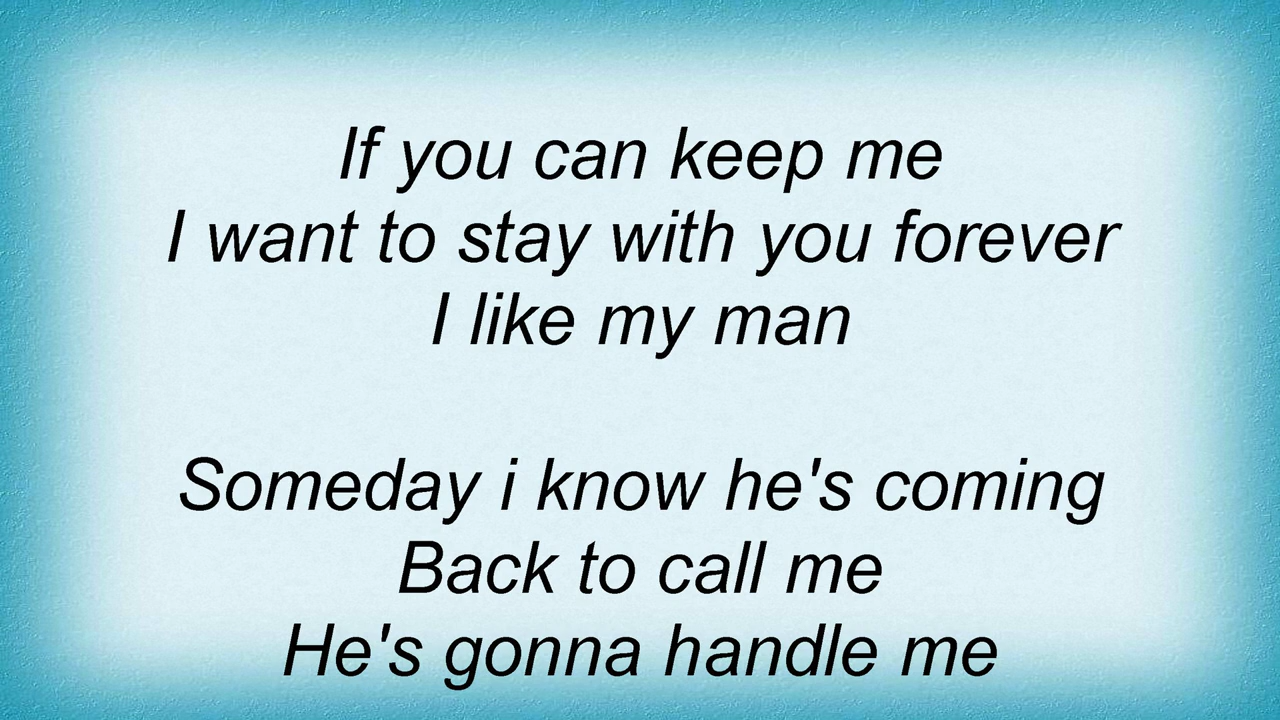 If you can keep me
I want to stay with you forever
I like my man
Someday i know he's coming
Back to call me
He's gonna handle me